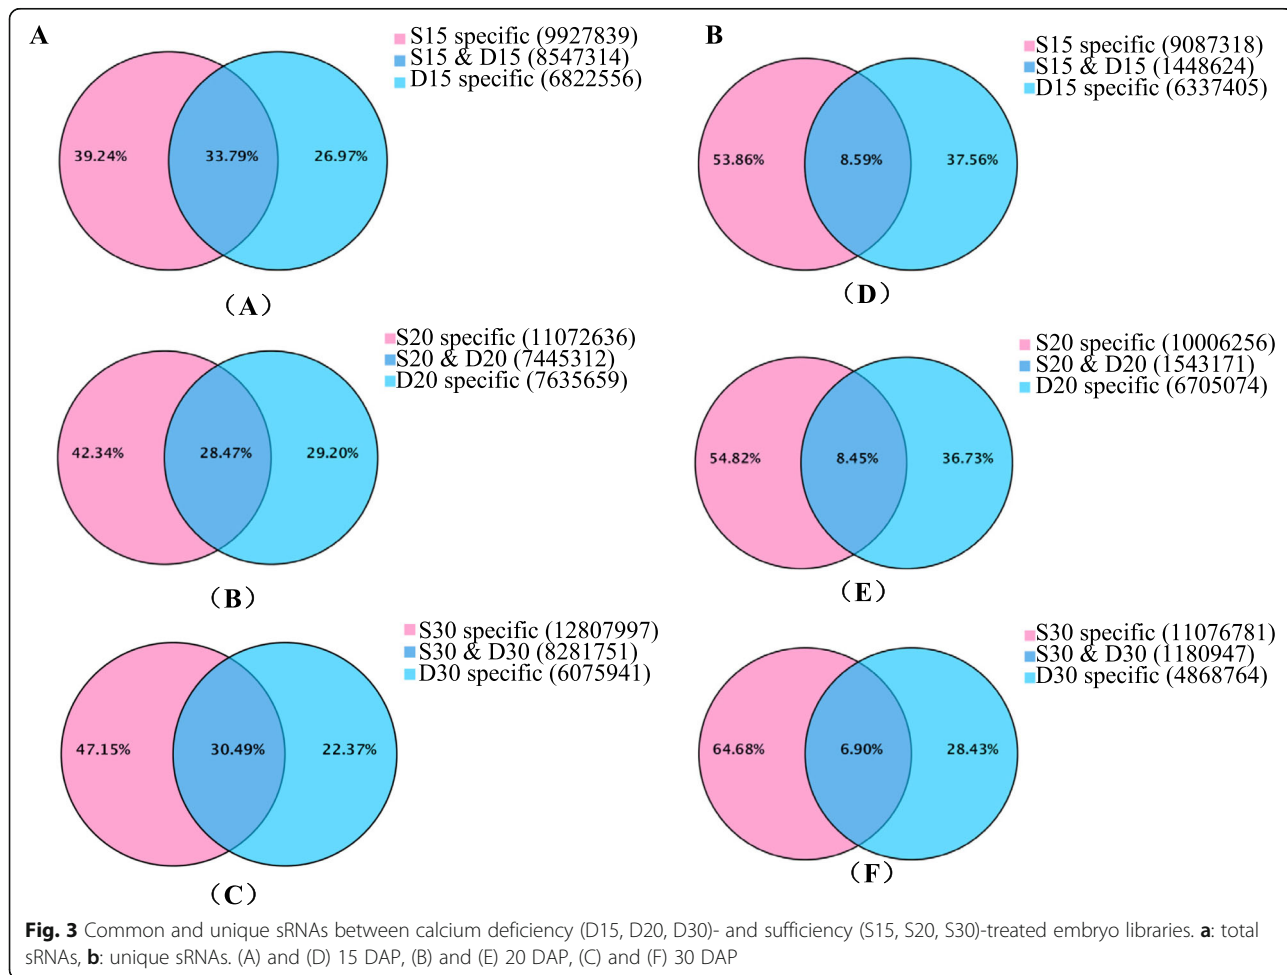 A
S15 specific (9927839)
S15 & D15 (8547314)
D15 specific (6822556)
39.24%
33.79%
26.97%
(A)
S20 specific (11072636)
S20 & D20 (7445312)
D20 specific (7635659)
42.34%
28.47%
29.20%
(B)
S30 specific (12807997)
S30 & D30 (8281751)
D30 specific (6075941)
47.15%
30.49%
22.37%
(C)
B
S15 specific (9087318)
S15 & D15 (1448624)
D15 specific (6337405)
53.86%
8.59%
37.56%
(D)
S20 specific (10006256)
S20 & D20 (1543171)
D20 specific (6705074)
54.82%
8.45%
36.73%
(E)
S30 specific (11076781)
S30 & D30 (1180947)
D30 specific (4868764)
64.68%
6.90%
28.43%
(F)
Fig. 3 Common and unique sRNAs between calcium deficiency (D15, D20, D30)- and sufficiency (S15, S20, S30)-treated embryo libraries. a: total
sRNAs, b: unique sRNAs. (A) and (D) 15 DAP, (B) and (E) 20 DAP, (C) and (F) 30 DAP